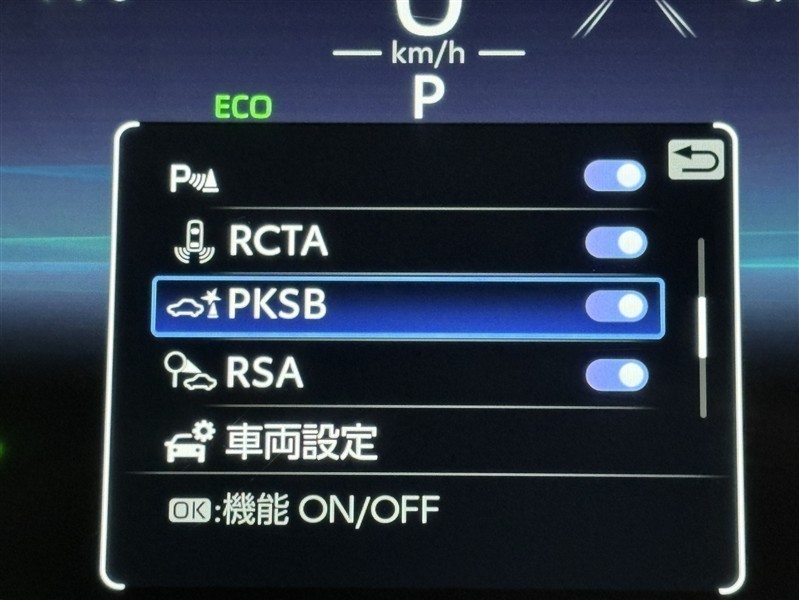 km/h
P
ECO
P
RCTA
PKSB
RSA
車両設定
OK:機能 ON/OFF